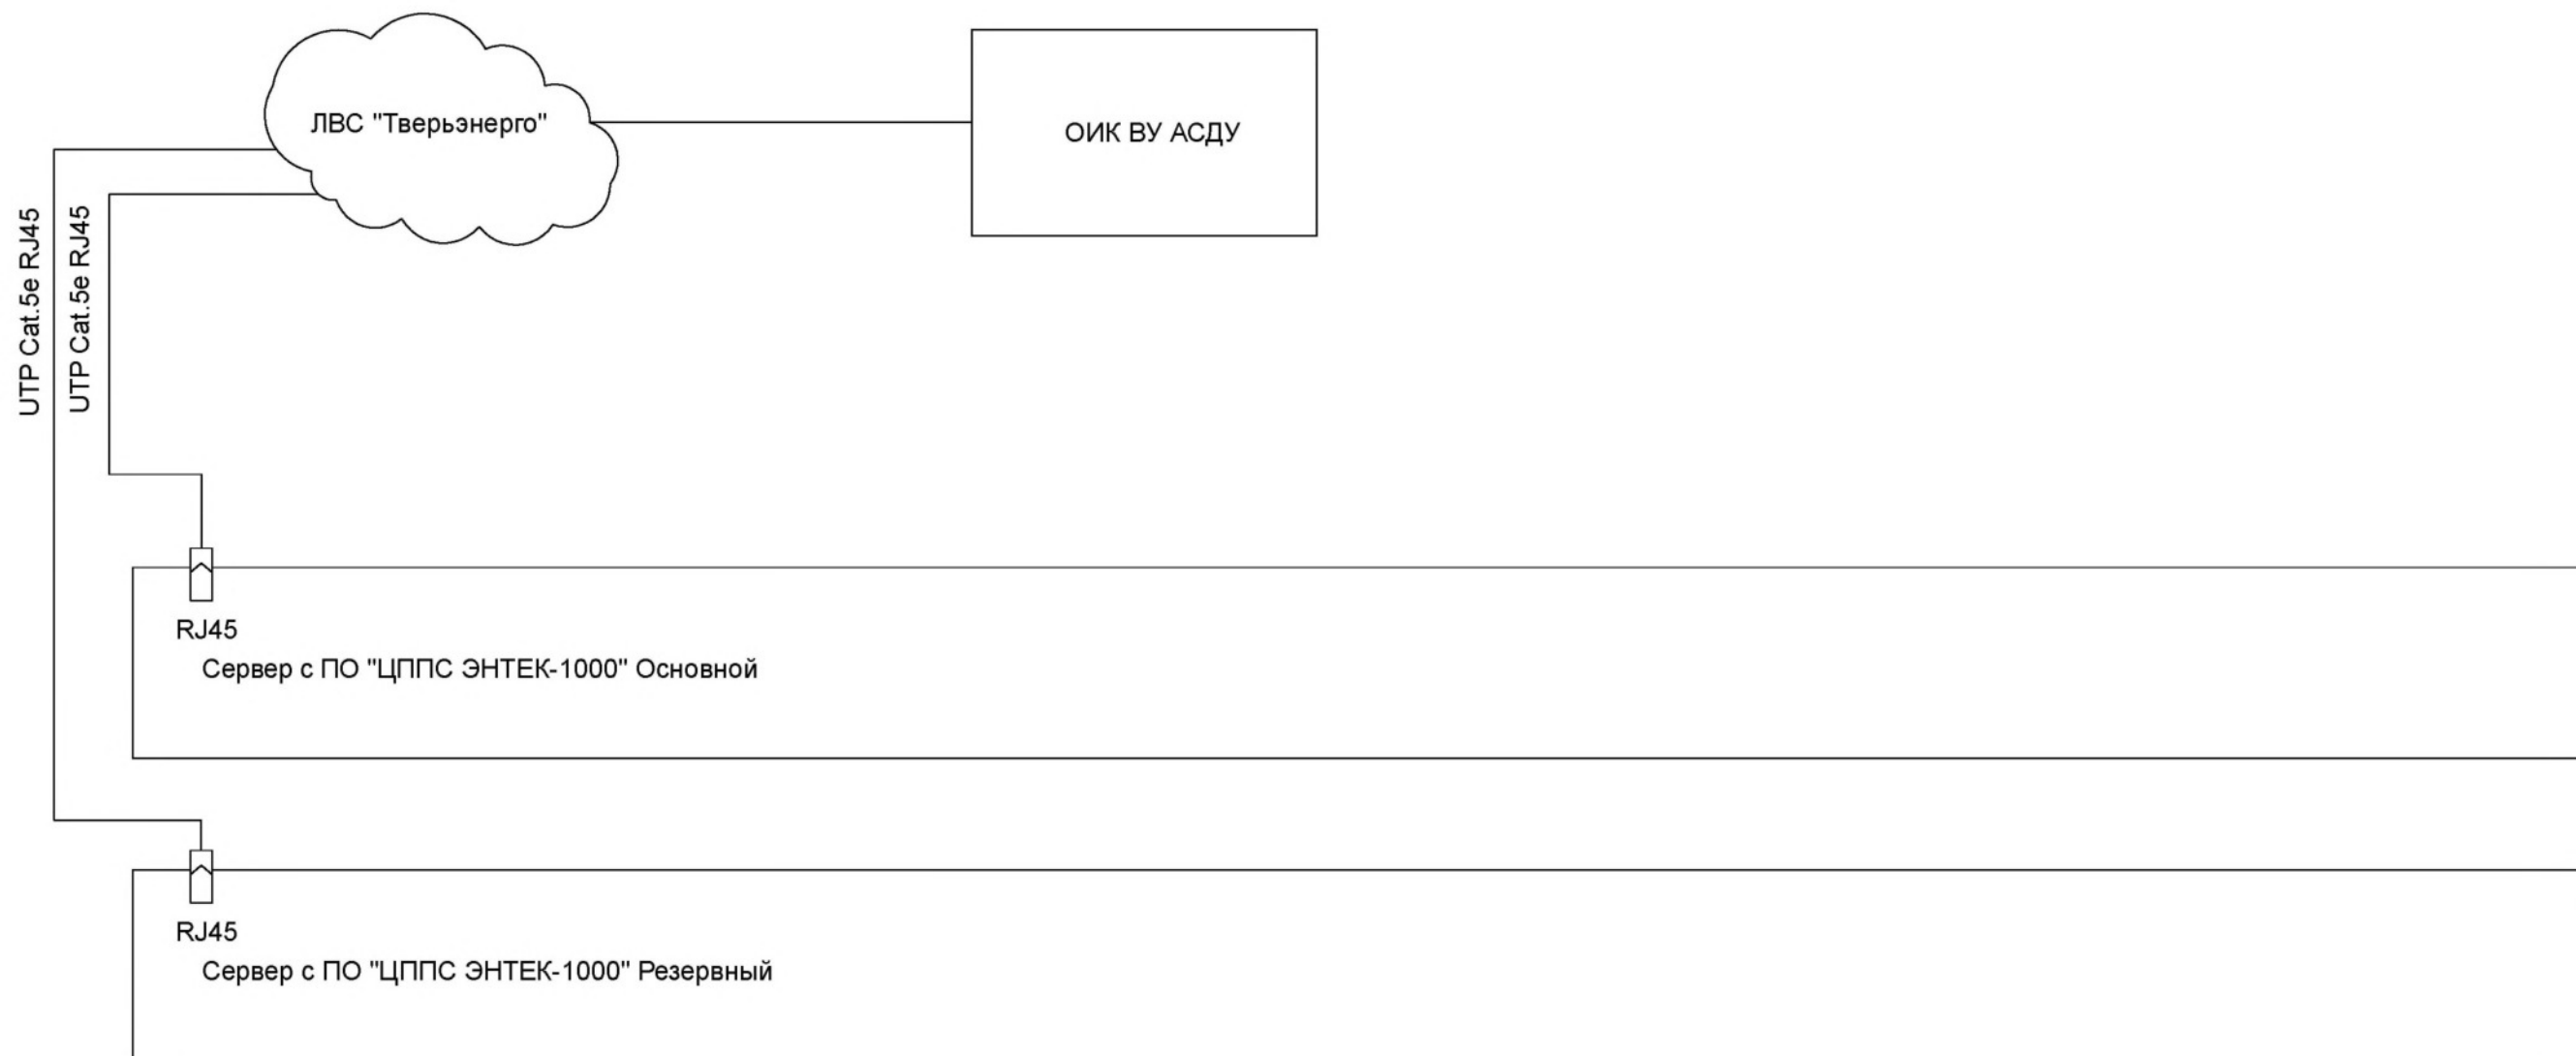 ЛВС "Тверьэнерго"
ОИК ВУ АСДУ
UTP Cat.5e RJ45
UTP Cat.5e RJ45
RJ45
Сервер с ПО "ЦППС ЭНТЕК-1000" Основной
RJ45
Сервер с ПО "ЦППС ЭНТЕК-1000" Резервный